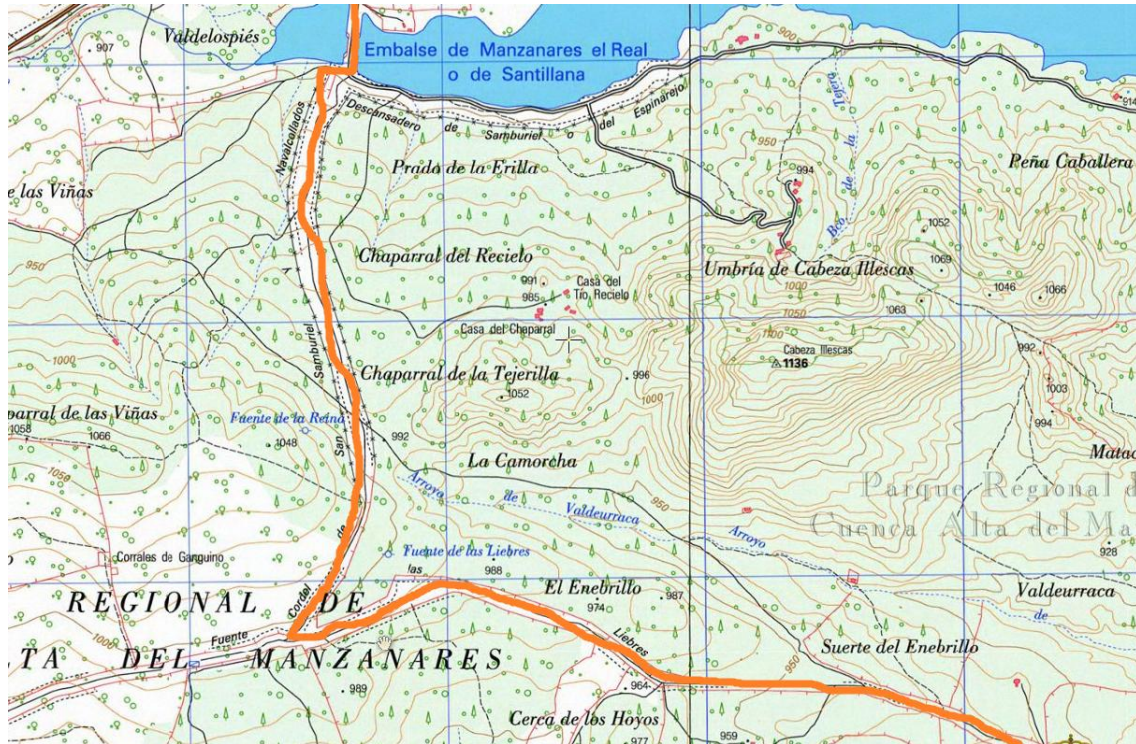 Valdelospiés
907
Embalse de Manzanares el Real
o de Santillana
900
914
Descansadero de Samburiel o del Espinarejo
Navalcollados
Tejera
950
Peña Caballera
Prado de la Erilla
994
Bco de la
e las Viñas
1052
Chaparral del Recielo
Umbría de Cabeza Illescas
1069
950
991
Casa del
Tío Recielo
985
1000
1046
1066
1050
1063
Y
Samburiel
Casa del Chaparral
1100
1000
Cabeza Illescas
1136
992
Chaparral de la Tejerilla
996
1003
1052
1000
parral de las Viñas
Fuente de la Reina
994
1058
1066
1048
San
992
Matac
La Camorcha
1050
Arroyo de Valdeurraca
950
Parque Regional d
Cuenca Alta del Ma
Arroyo
de
928
Corrales de Ganguino
Fuente de las Liebres
988
las
El Enebrillo
987
974
Valdeurraca
REGIONAL DE
Cordel
de
1000
Fuente
Liebres
Suerte del Enebrillo
TA DEL MANZANARES
950
989
964
Cerca de los Hoyos
977
959